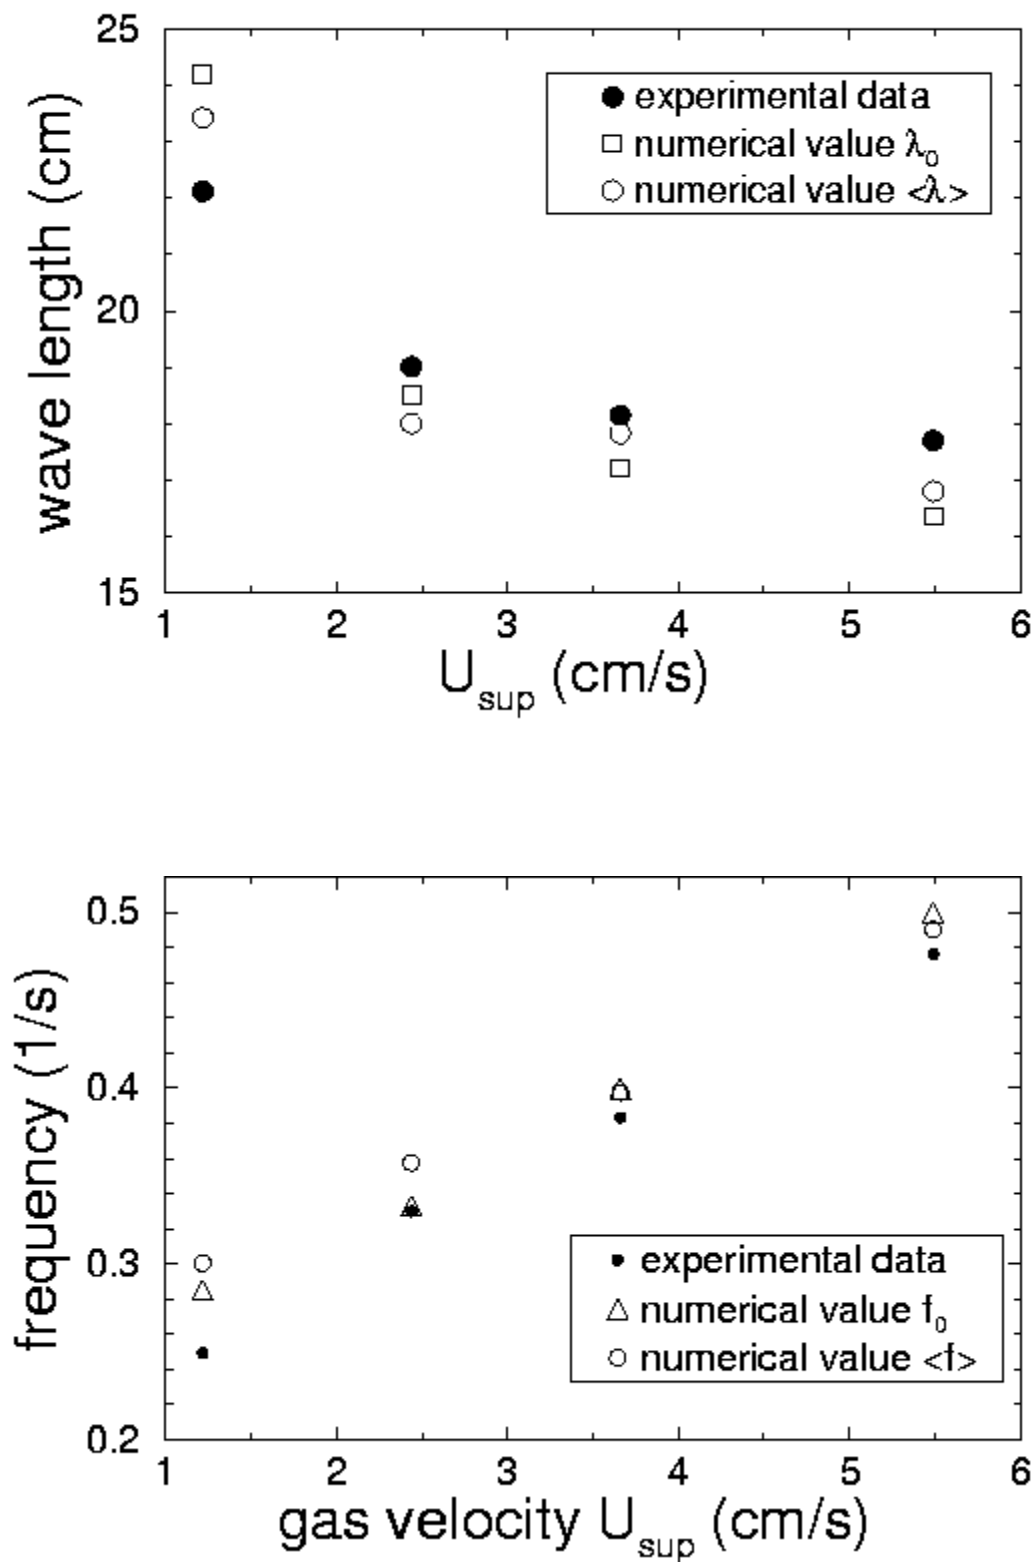 25
20
15
wave length (cm)
experimental data
numerical value λ₀
numerical value <λ>
1 2 3 4 5 6
U_sup (cm/s)
0.5
0.4
0.3
0.2
frequency (1/s)
experimental data
numerical value f₀
numerical value <f>
1 2 3 4 5 6
gas velocity U_sup (cm/s)